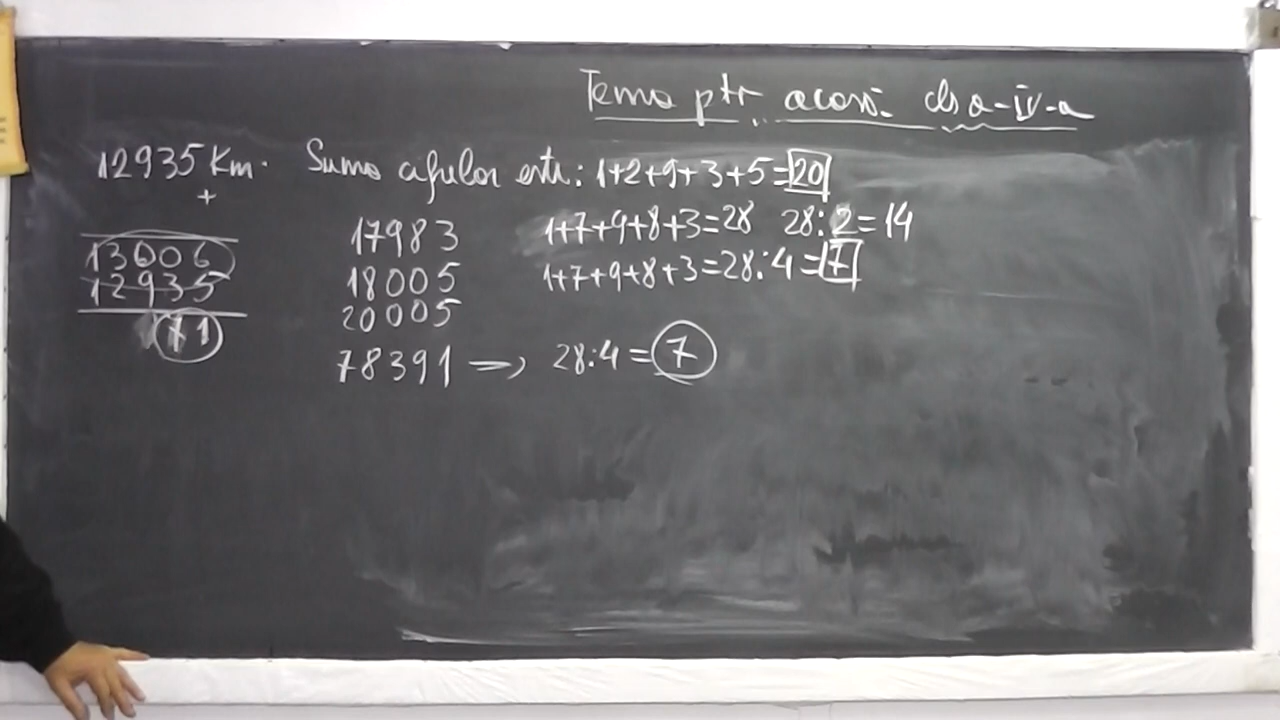 Tema ptr acasă cls a-IV-a
12935 Km. Suma cifrelor este: 1+2+9+3+5=20
+
13006
12935
71
17983 1+7+9+8+3=28 28:2=14
18005 1+7+9+8+3=28:4=7
20005
78391 → 28:4=7